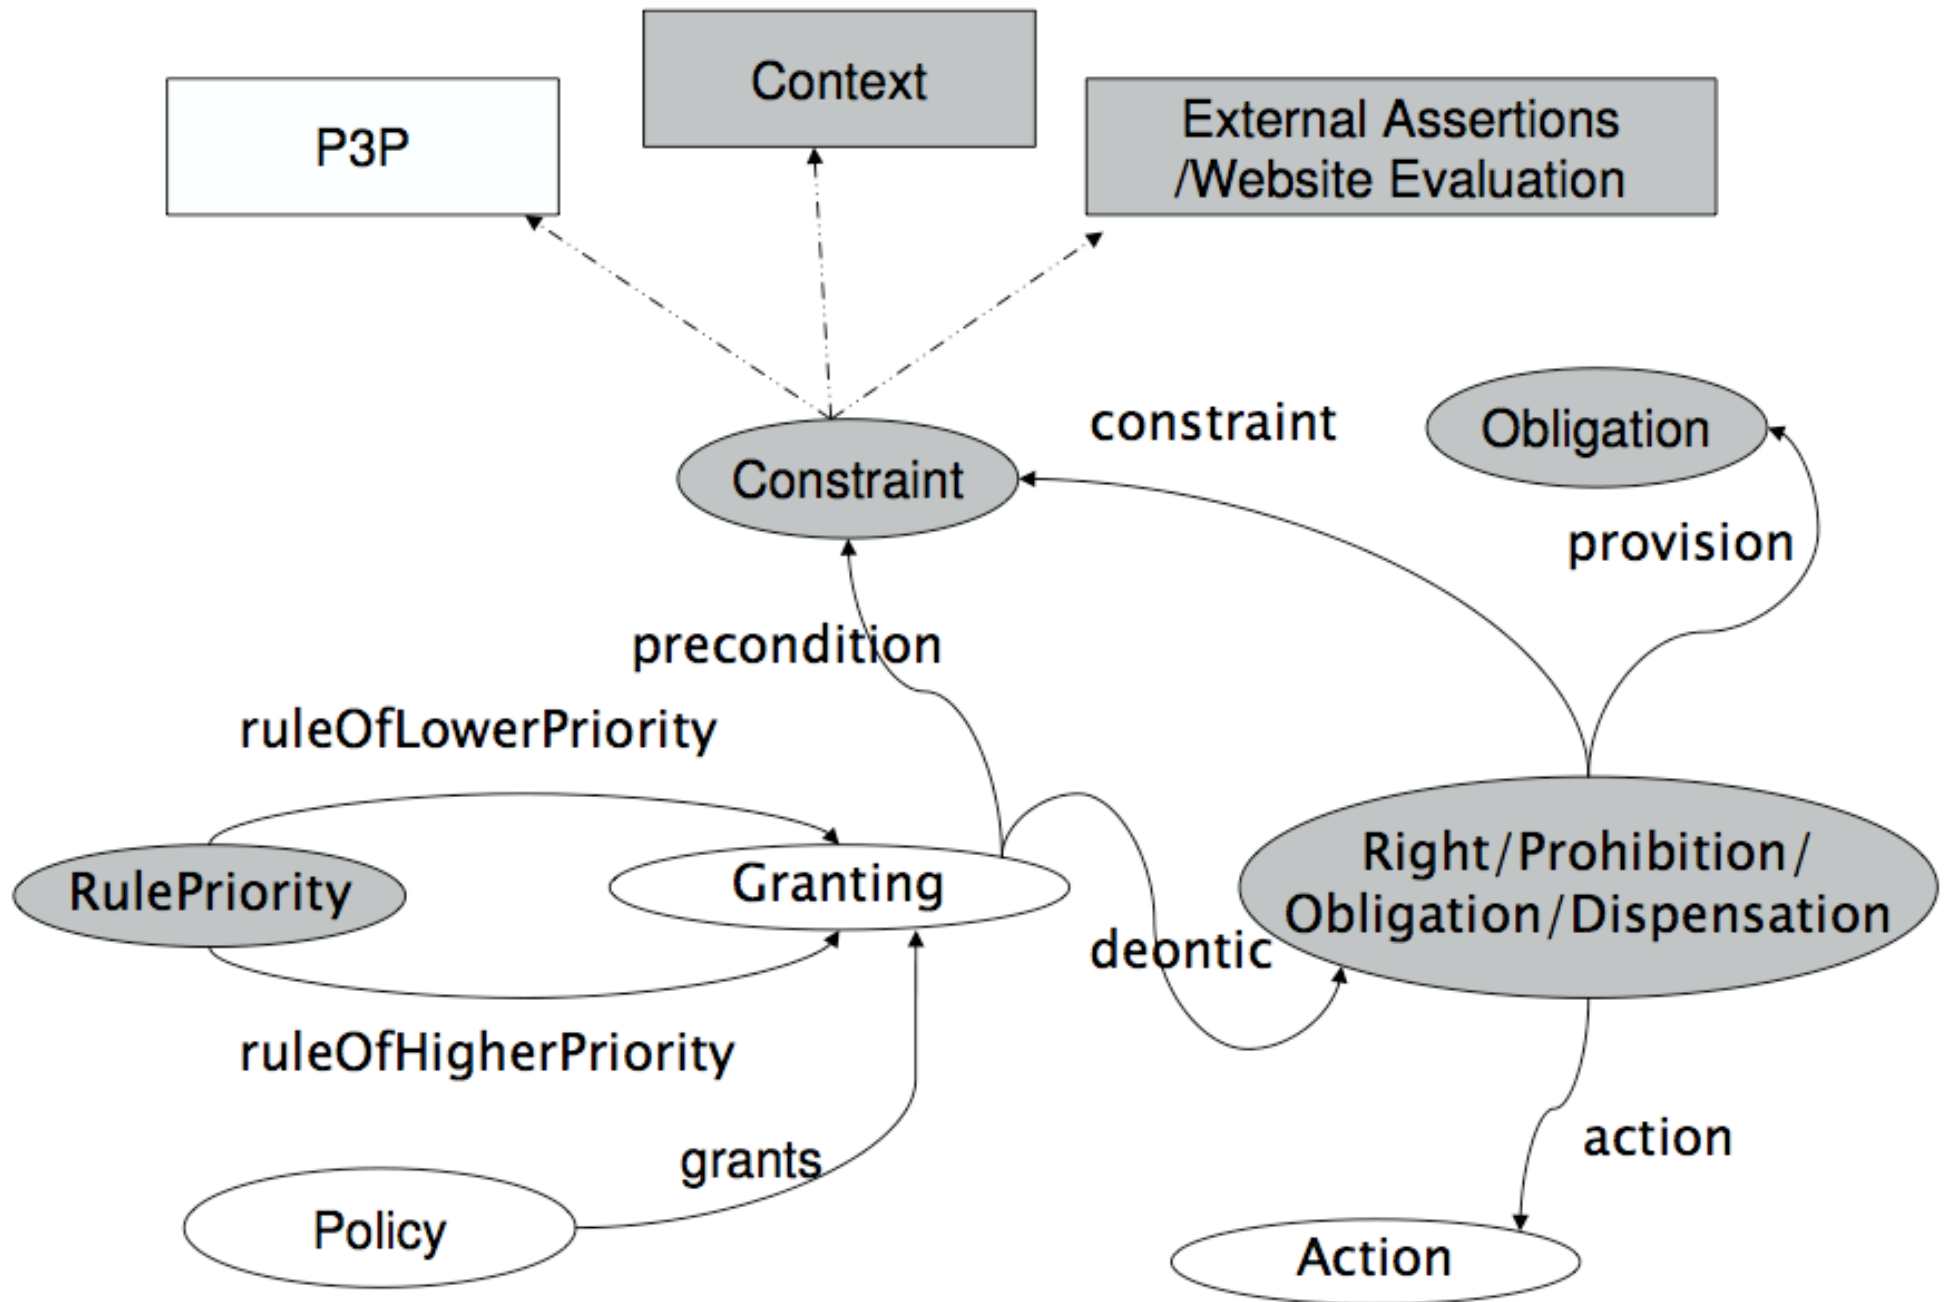 Context
P3P
External Assertions
/Website Evaluation
constraint
Obligation
Constraint
provision
precondition
ruleOfLowerPriority
RulePriority
Granting
Right/Prohibition/
Obligation/Dispensation
deontic
ruleOfHigherPriority
action
grants
Policy
Action